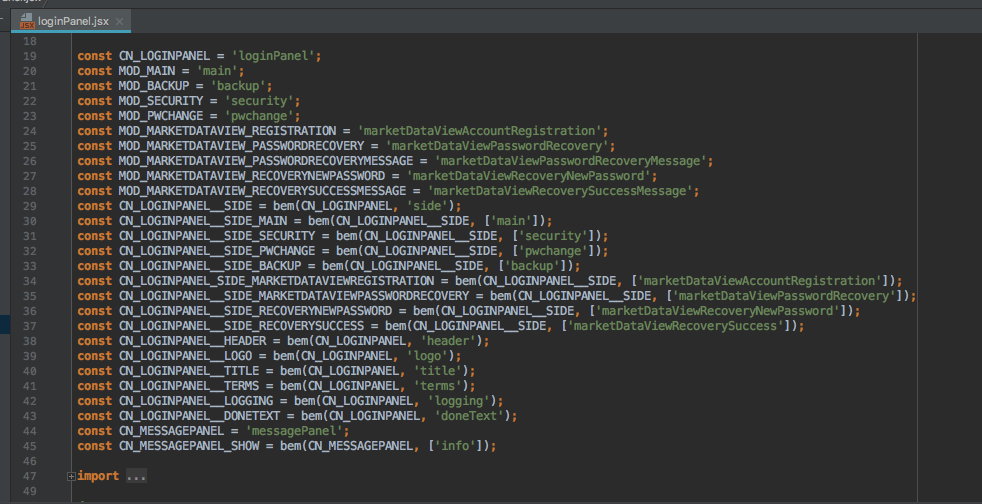 loginPanel.jsx
18
19 const CN_LOGINPANEL = 'loginPanel';
20 const MOD_MAIN = 'main';
21 const MOD_BACKUP = 'backup';
22 const MOD_SECURITY = 'security';
23 const MOD_PWCHANGE = 'pwchange';
24 const MOD_MARKETDATAVIEW_REGISTRATION = 'marketDataViewAccountRegistration';
25 const MOD_MARKETDATAVIEW_PASSWORDRECOVERY = 'marketDataViewPasswordRecovery';
26 const MOD_MARKETDATAVIEW_PASSWORDRECOVERYMESSAGE = 'marketDataViewPasswordRecoveryMessage';
27 const MOD_MARKETDATAVIEW_RECOVERYNEWPASSWORD = 'marketDataViewRecoveryNewPassword';
28 const MOD_MARKETDATAVIEW_RECOVERYSUCCESSMESSAGE = 'marketDataViewRecoverySuccessMessage';
29 const CN_LOGINPANEL__SIDE = bem(CN_LOGINPANEL, 'side');
30 const CN_LOGINPANEL__SIDE_MAIN = bem(CN_LOGINPANEL__SIDE, ['main']);
31 const CN_LOGINPANEL__SIDE_SECURITY = bem(CN_LOGINPANEL__SIDE, ['security']);
32 const CN_LOGINPANEL__SIDE_PWCHANGE = bem(CN_LOGINPANEL__SIDE, ['pwchange']);
33 const CN_LOGINPANEL__SIDE_BACKUP = bem(CN_LOGINPANEL__SIDE, ['backup']);
34 const CN_LOGINPANEL_SIDE_MARKETDATAVIEWREGISTRATION = bem(CN_LOGINPANEL__SIDE, ['marketDataViewAccountRegistration']);
35 const CN_LOGINPANEL__SIDE_MARKETDATAVIEWPASSWORDRECOVERY = bem(CN_LOGINPANEL__SIDE, ['marketDataViewPasswordRecovery']);
36 const CN_LOGINPANEL__SIDE_RECOVERYNEWPASSWORD = bem(CN_LOGINPANEL__SIDE, ['marketDataViewRecoveryNewPassword']);
37 const CN_LOGINPANEL__SIDE_RECOVERYSUCCESS = bem(CN_LOGINPANEL__SIDE, ['marketDataViewRecoverySuccess']);
38 const CN_LOGINPANEL__HEADER = bem(CN_LOGINPANEL, 'header');
39 const CN_LOGINPANEL__LOGO = bem(CN_LOGINPANEL, 'logo');
40 const CN_LOGINPANEL__TITLE = bem(CN_LOGINPANEL, 'title');
41 const CN_LOGINPANEL__TERMS = bem(CN_LOGINPANEL, 'terms');
42 const CN_LOGINPANEL__LOGGING = bem(CN_LOGINPANEL, 'logging');
43 const CN_LOGINPANEL__DONETEXT = bem(CN_LOGINPANEL, 'doneText');
44 const CN_MESSAGEPANEL = 'messagePanel';
45 const CN_MESSAGEPANEL_SHOW = bem(CN_MESSAGEPANEL, ['info']);
46
47 import ...
49